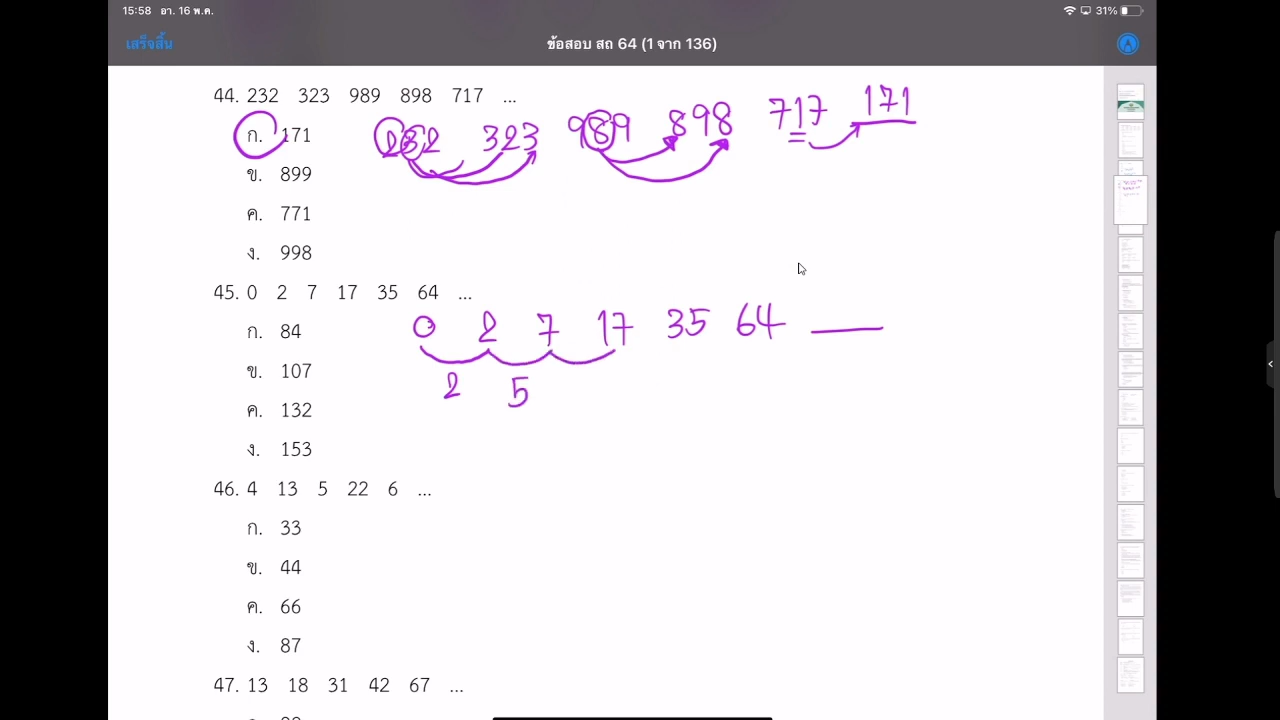 15:58 อา. 16 พ.ค.
31%
เสร็จสิ้น
ข้อสอบ สถ 64 (1 จาก 136)
44. 232 323 989 898 717 ...
ก. 171
232 323 989 898 717 171
ข. 899
ค. 771
ง. 998
45. 0 2 7 17 35 64 ...
ก. 84
0 2 7 17 35 64
ข. 107
2 5
ค. 132
ง. 153
46. 4 13 5 22 6 ...
ก. 33
ข. 44
ค. 66
ง. 87
47. 13 18 31 42 67 ...